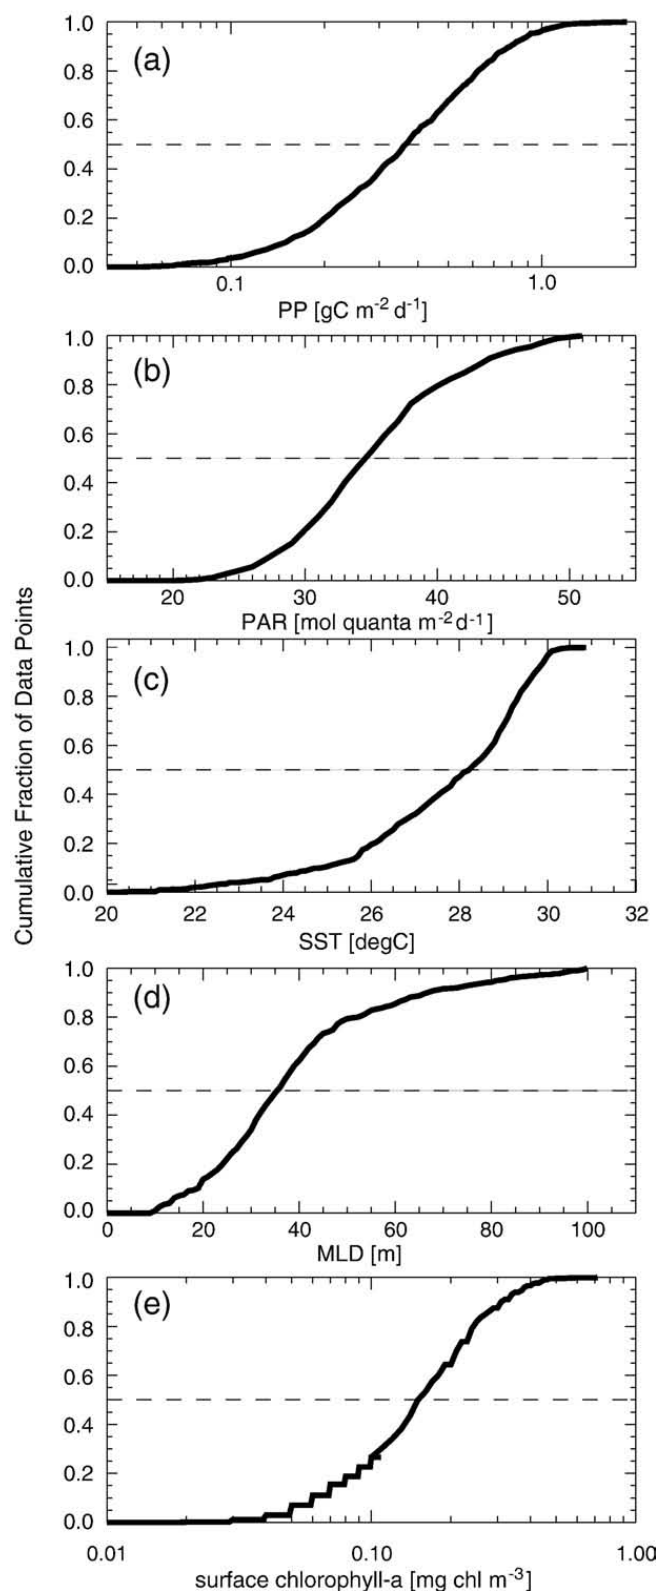 Cumulative Fraction of Data Points
(a)
1.0
0.8
0.6
0.4
0.2
0.0
0.1 1.0
PP [gC m⁻² d⁻¹]
(b)
1.0
0.8
0.6
0.4
0.2
0.0
20 30 40 50
PAR [mol quanta m⁻²d⁻¹]
(c)
1.0
0.8
0.6
0.4
0.2
0.0
20 22 24 26 28 30 32
SST [degC]
(d)
1.0
0.8
0.6
0.4
0.2
0.0
0 20 40 60 80 100
MLD [m]
(e)
1.0
0.8
0.6
0.4
0.2
0.0
0.01 0.10 1.00
surface chlorophyll-a [mg chl m⁻³]